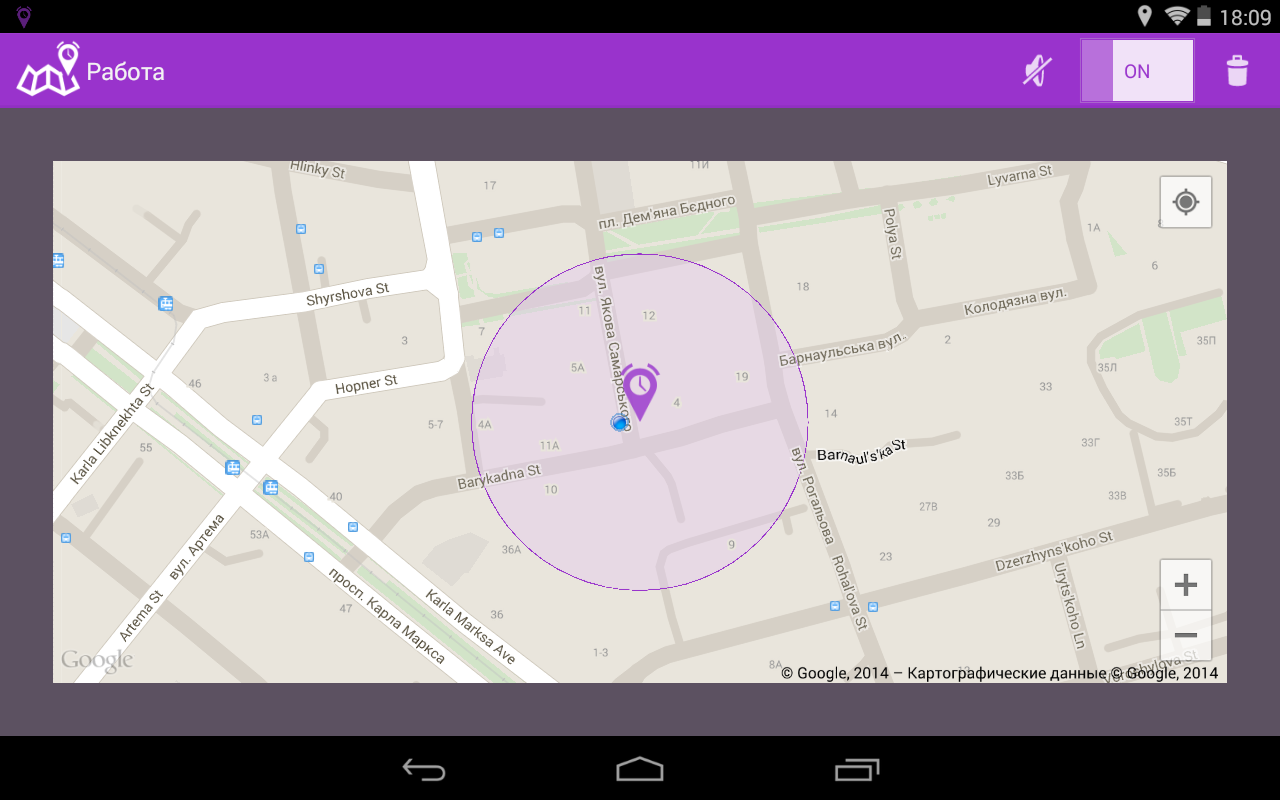 18:09
Работа
ON
Hlinky St
17
11И
пл. Дем'яна Бєдного
Lyvarna St
Polya St
1А
6
Shyrshova St
18
Колодязна вул.
11
12
7
вул. Якова Самарського
3
5А
Барнаульська вул.
2
35П
35Л
46
3 а
Hopner St
19
33
4
14
Karla Libknekhta St
5-7
4А
35Т
55
11А
Barnaul's'ka St
33Г
Barykadna St
10
33Б
35Б
40
вул. Рогальова
33В
27В
29
53А
36А
9
23
Dzerzhyns'koho St
вул. Артема
Artema St
просп. Карла Маркса
Karla Marksa Ave
Rohal'ova St
Uryts'koho Ln
47
36
1-3
8А
Voroshylova St
Google
© Google, 2014 – Картографические данные © Google, 2014